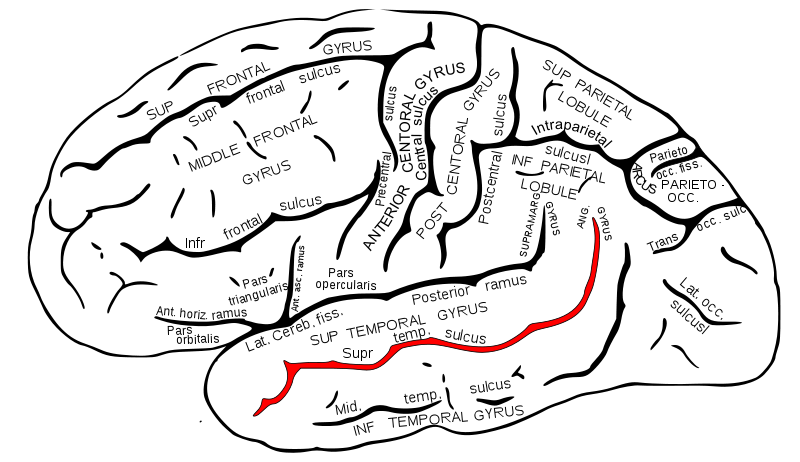 SUP FRONTAL GYRUS
Supr frontal sulcus
MIDDLE FRONTAL
GYRUS
Infr frontal sulcus
Precentral sulcus
ANTERIOR CENTORAL GYRUS
Central sulcus
POST CENTORAL GYRUS
Postcentral sulcus
SUP PARIETAL
LOBULE
Intraparietal
sulcusl
INF PARIETAL
LOBULE
SUPRAMARG
GYRUS
ANG.
GYRUS
Parieto
occ. fiss.
ARCUS
PARIETO -
OCC.
Trans occ. sulc
Lat. occ.
sulcusl
Pars
triangularis
Ant. asc. ramus
Pars
opercularis
Ant. horiz. ramus
Pars
orbitalis
Posterior ramus
Lat. Cereb. fiss.
SUP TEMPORAL GYRUS
Supr temp. sulcus
Mid. temp. sulcus
INF TEMPORAL GYRUS